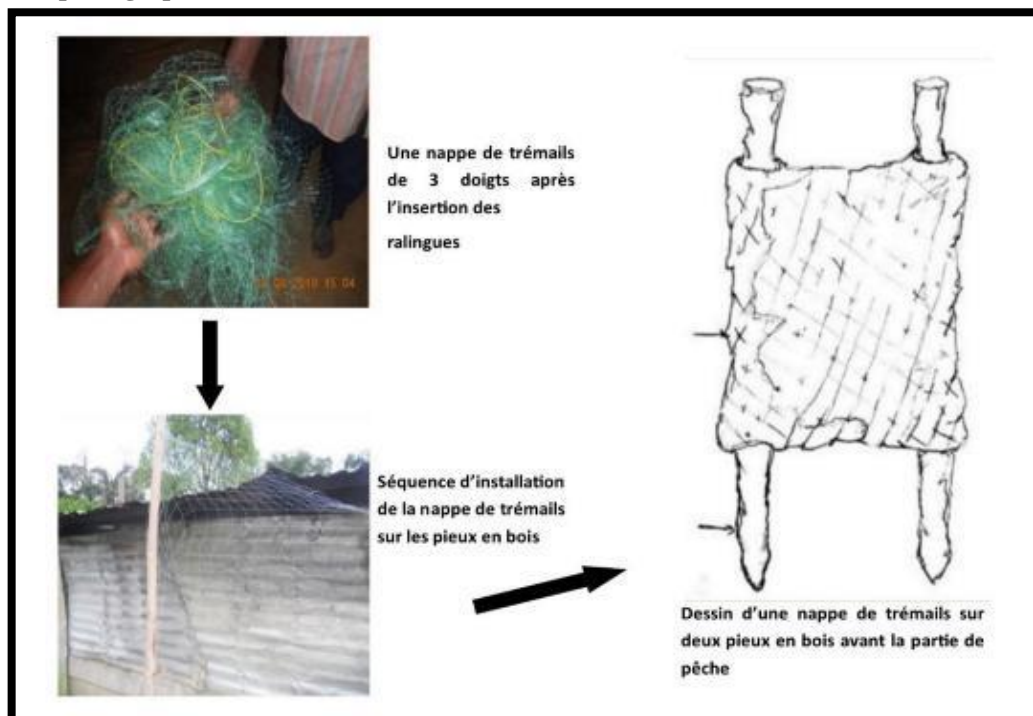 Une nappe de trémails
de 3 doigts après
l'insertion des
ralingues
Séquence d'installation
de la nappe de trémails
sur les pieux en bois
Dessin d'une nappe de trémails sur
deux pieux en bois avant la partie de
pêche